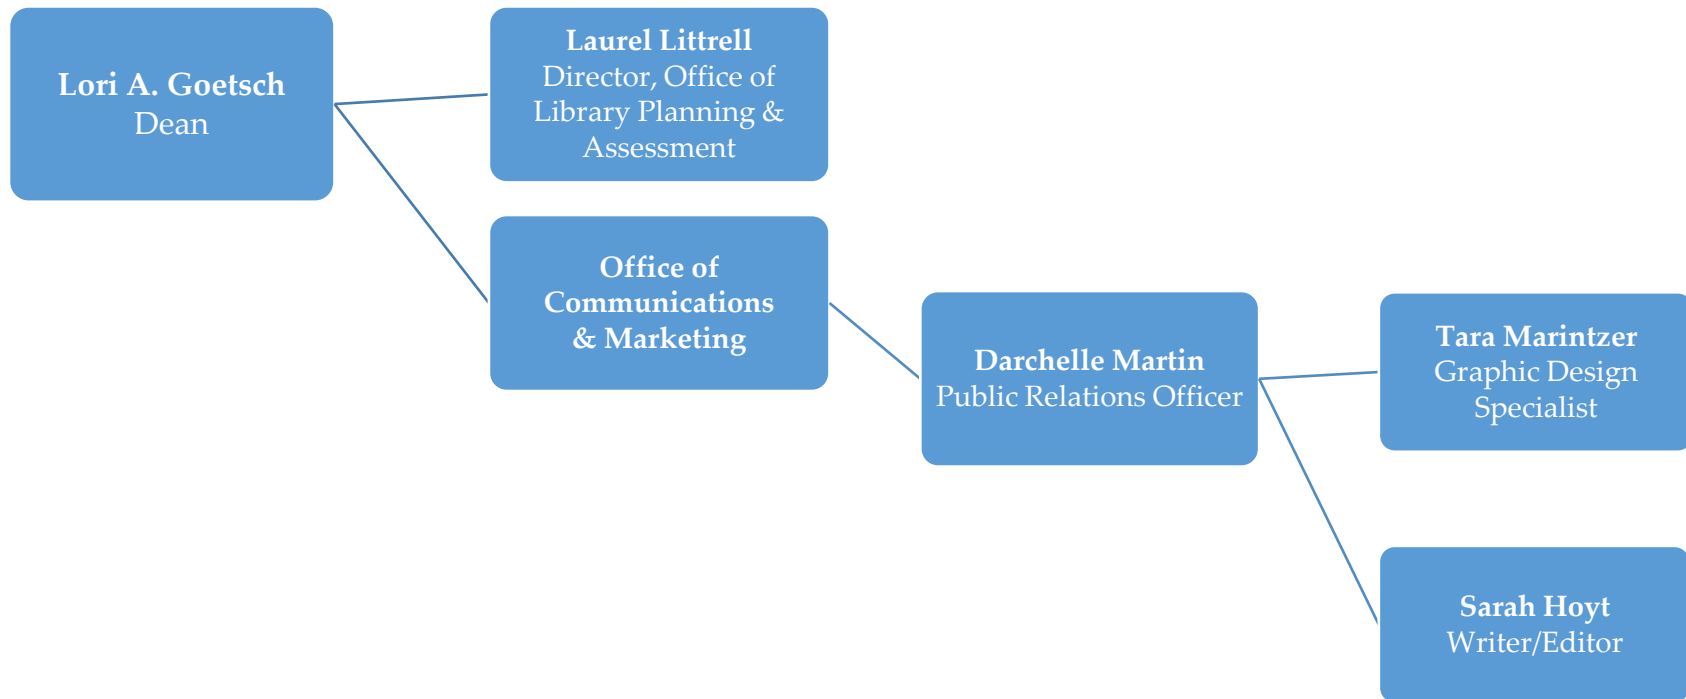 Lori A. Goetsch
Dean
Laurel Littrell
Director, Office of
Library Planning &
Assessment
Office of
Communications
& Marketing
Darchelle Martin
Public Relations Officer
Tara Marintzer
Graphic Design
Specialist
Sarah Hoyt
Writer/Editor